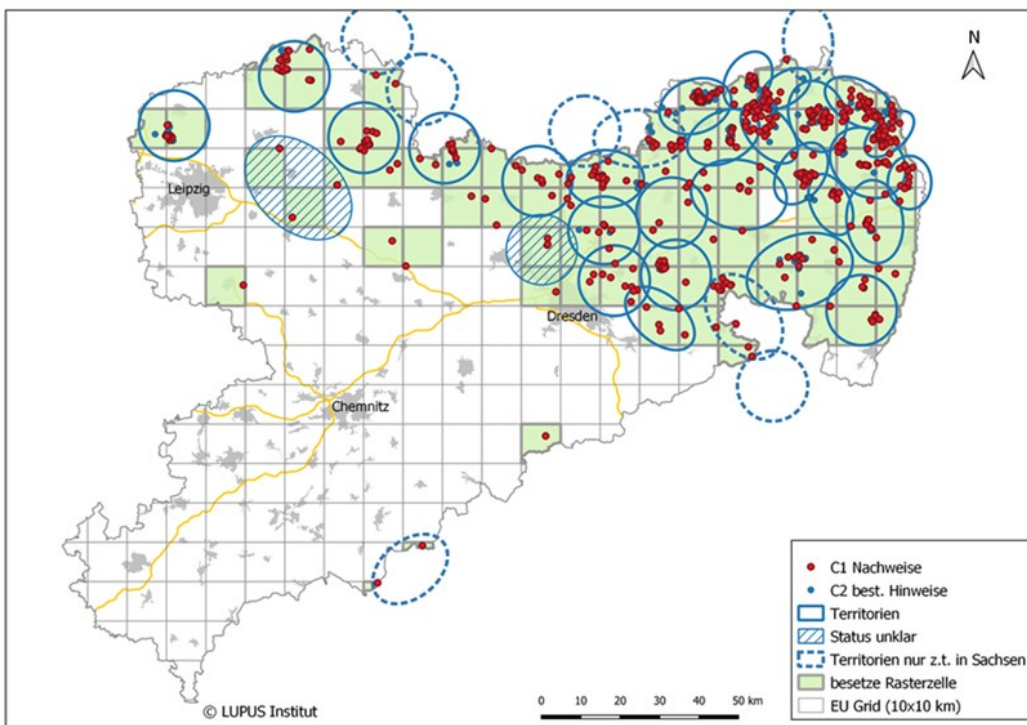 N
Leipzig
Dresden
Chemnitz
C1 Nachweise
C2 best. Hinweise
Territorien
Status unklar
Territorien nur z.t. in Sachsen
besetze Rasterzelle
EU Grid (10x10 km)
© LUPUS Institut
0 10 20 30 40 50 km